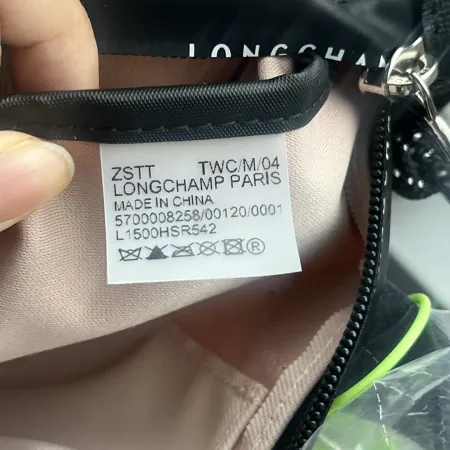 LONGCHAM
ZSTT TWC/M/04
LONGCHAMP PARIS
MADE IN CHINA
5700008258/00120/0001
L1500HSR542
®